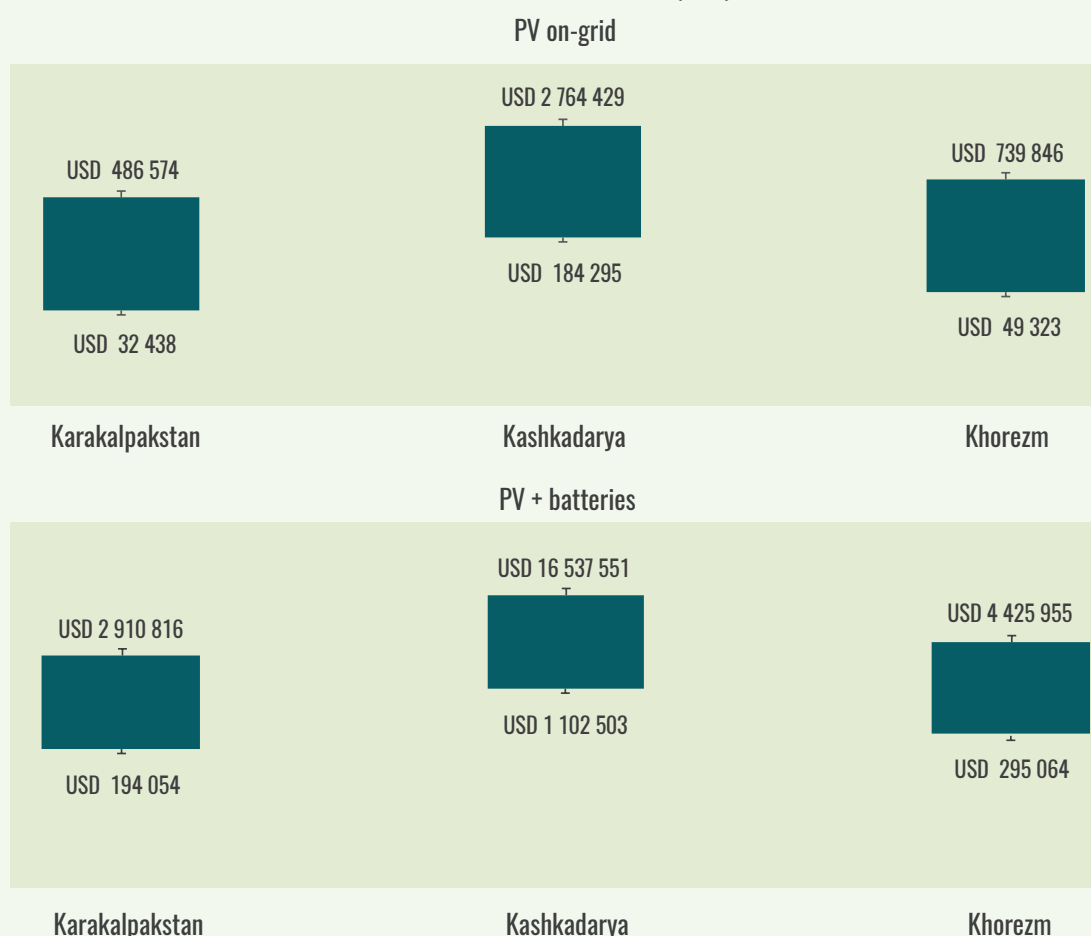 PV on-grid
USD 2 764 429
USD 486 574
USD 739 846
USD 184 295
USD 32 438
USD 49 323
Karakalpakstan
Kashkadarya
Khorezm
PV + batteries
USD 16 537 551
USD 2 910 816
USD 4 425 955
USD 1 102 503
USD 194 054
USD 295 064
Karakalpakstan
Kashkadarya
Khorezm